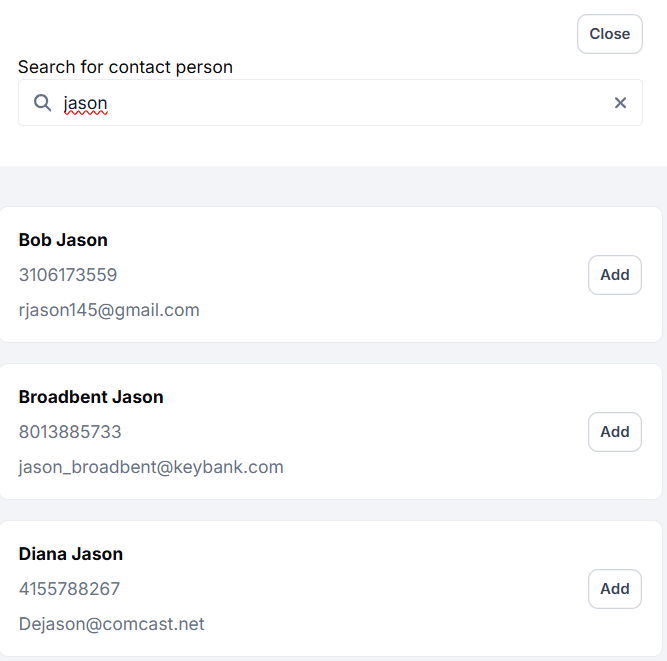 Close
Search for contact person
jason
Bob Jason
3106173559
Add
rjason145@gmail.com
Broadbent Jason
8013885733
Add
jason_broadbent@keybank.com
Diana Jason
4155788267
Add
Dejason@comcast.net